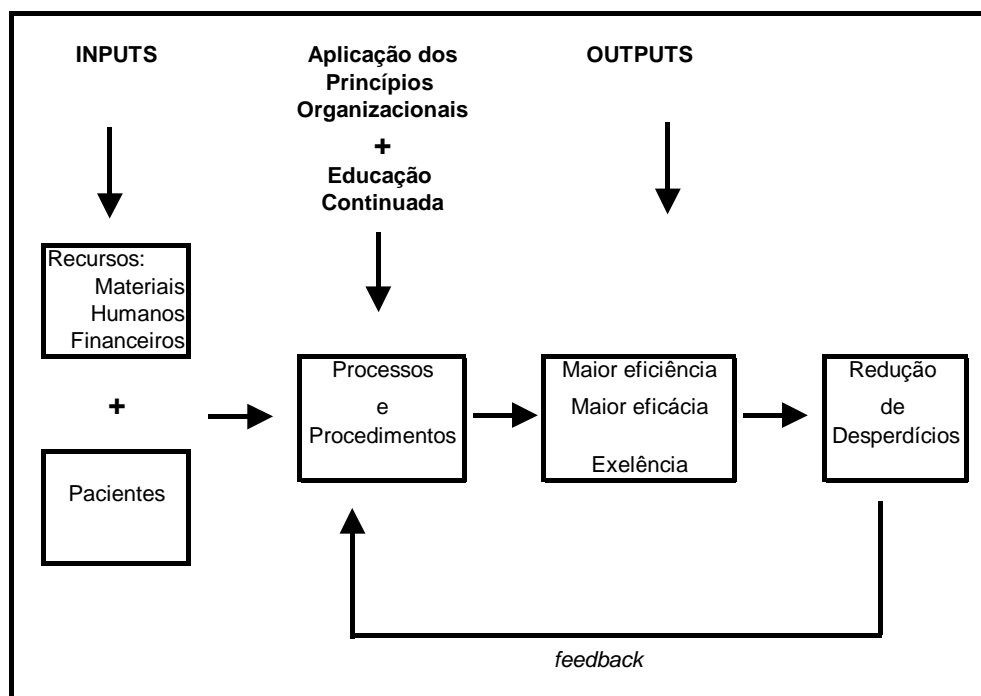 INPUTS
Aplicação dos
Princípios
Organizacionais
+
Educação
Continuada
OUTPUTS
Recursos:
Materiais
Humanos
Financeiros
+
Pacientes
Processos
e
Procedimentos
Maior eficiência
Maior eficácia
Exelência
Redução
de
Desperdícios
feedback